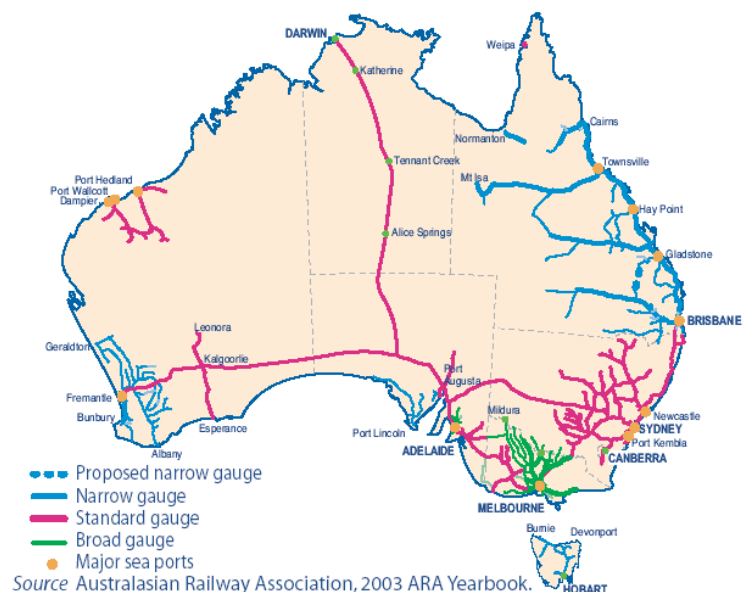 DARWIN
Weipa
Katherine
Cairns
Normanton
Tennant Creek
Townsville
Port Hedland
Mt Isa
Port Wallcott
Dampier
Hay Point
Alice Springs
Gladstone
BRISBANE
Leonora
Geraldton
Kalgoorlie
Port
Augusta
Fremantle
Mildura
Newcastle
Bunbury
Esperance
Port Lincoln
SYDNEY
Port Kembla
ADELAIDE
CANBERRA
Albany
Proposed narrow gauge
Narrow gauge
MELBOURNE
Standard gauge
Burnie
Devonport
Broad gauge
Major sea ports
Source Australasian Railway Association, 2003 ARA Yearbook.
HOBART